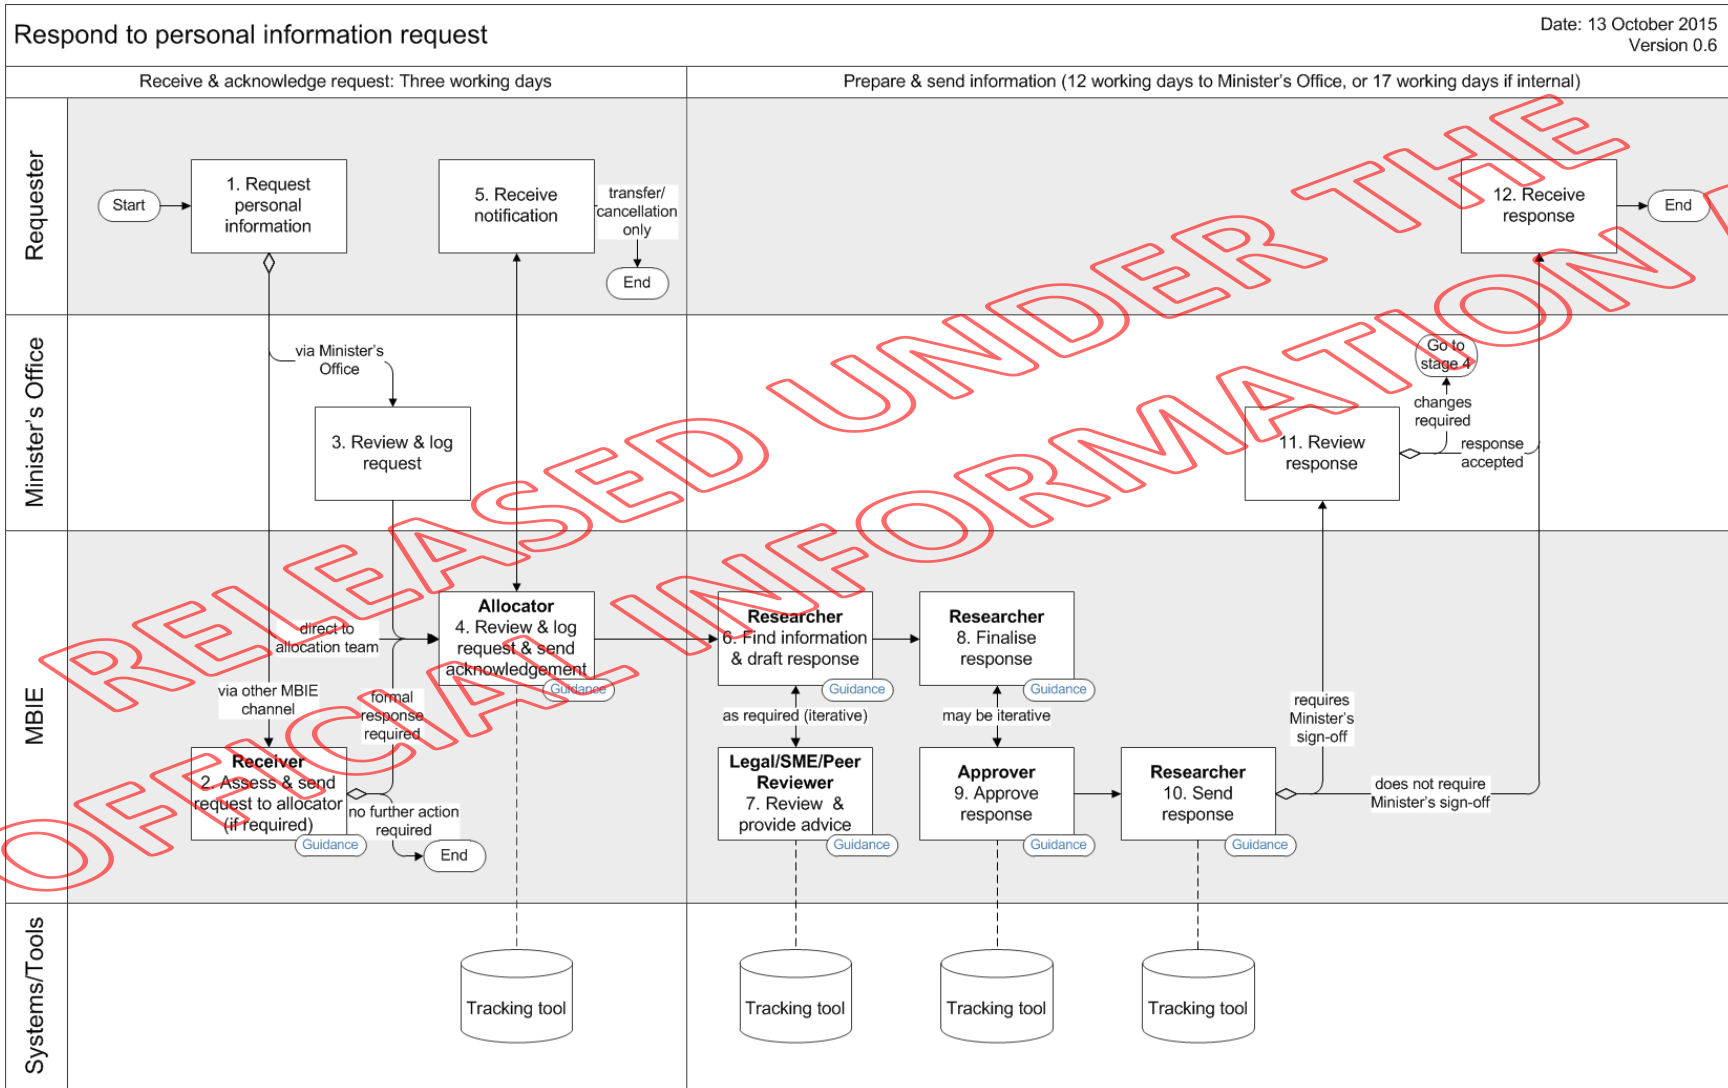 Respond to personal information request
Date: 13 October 2015
Version 0.6
Receive & acknowledge request: Three working days
Prepare & send information (12 working days to Minister's Office, or 17 working days if internal)
Requester
Start
1. Request
personal
information
5. Receive
notification
transfer/
cancellation
only
End
12. Receive
response
End
Minister's Office
via Minister's
Office
3. Review & log
request
Go to
stage 4
changes
required
11. Review
response
response
accepted
MBIE
direct to
allocation team
Allocator
4. Review & log
request & send
acknowledgement
Guidance
Researcher
6. Find information
& draft response
Guidance
Researcher
8. Finalise
response
Guidance
via other MBIE
channel
formal
response
required
as required (iterative)
may be iterative
requires
Minister's
sign-off
Receiver
2. Assess & send
request to allocator
(if required)
Guidance
no further action
required
End
Legal/SME/Peer
Reviewer
7. Review &
provide advice
Guidance
Approver
9. Approve
response
Guidance
Researcher
10. Send
response
Guidance
does not require
Minister's sign-off
Systems/Tools
Tracking tool
Tracking tool
Tracking tool
Tracking tool
RELEASED UNDER THE
OFFICIAL INFORMATION